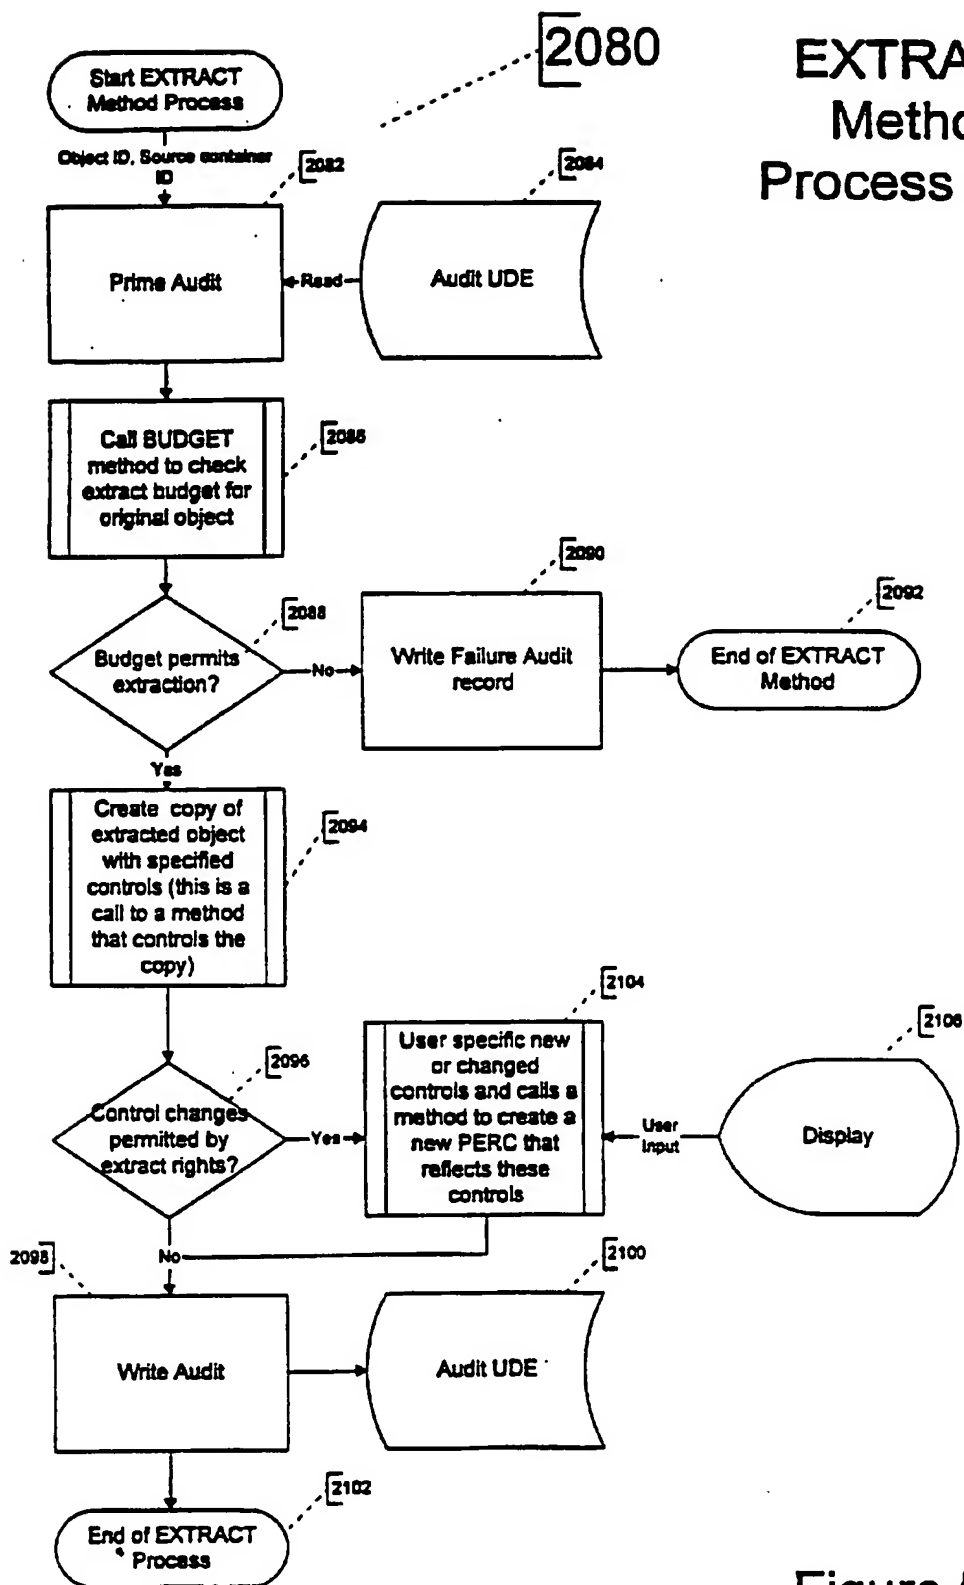 2080
EXTRA
Metho
Process
Start EXTRACT
Method Process
Object ID, Source container
ID
2082
2084
Prime Audit
Read
Audit UDE
Call BUDGET
method to check
extract budget for
original object
2086
2090
2088
2092
Budget permits
extraction?
No
Write Failure Audit
record
End of EXTRACT
Method
Yes
Create copy of
extracted object
with specified
controls (this is a
call to a method
that controls the
copy)
2094
2104
2106
2096
User specific new
or changed
controls and calls a
method to create a
new PERC that
reflects these
controls
Control changes
permitted by
extract rights?
Yes
User
Input
Display
No
2098
2100
Write Audit
Audit UDE
2102
End of EXTRACT
Process
Figure